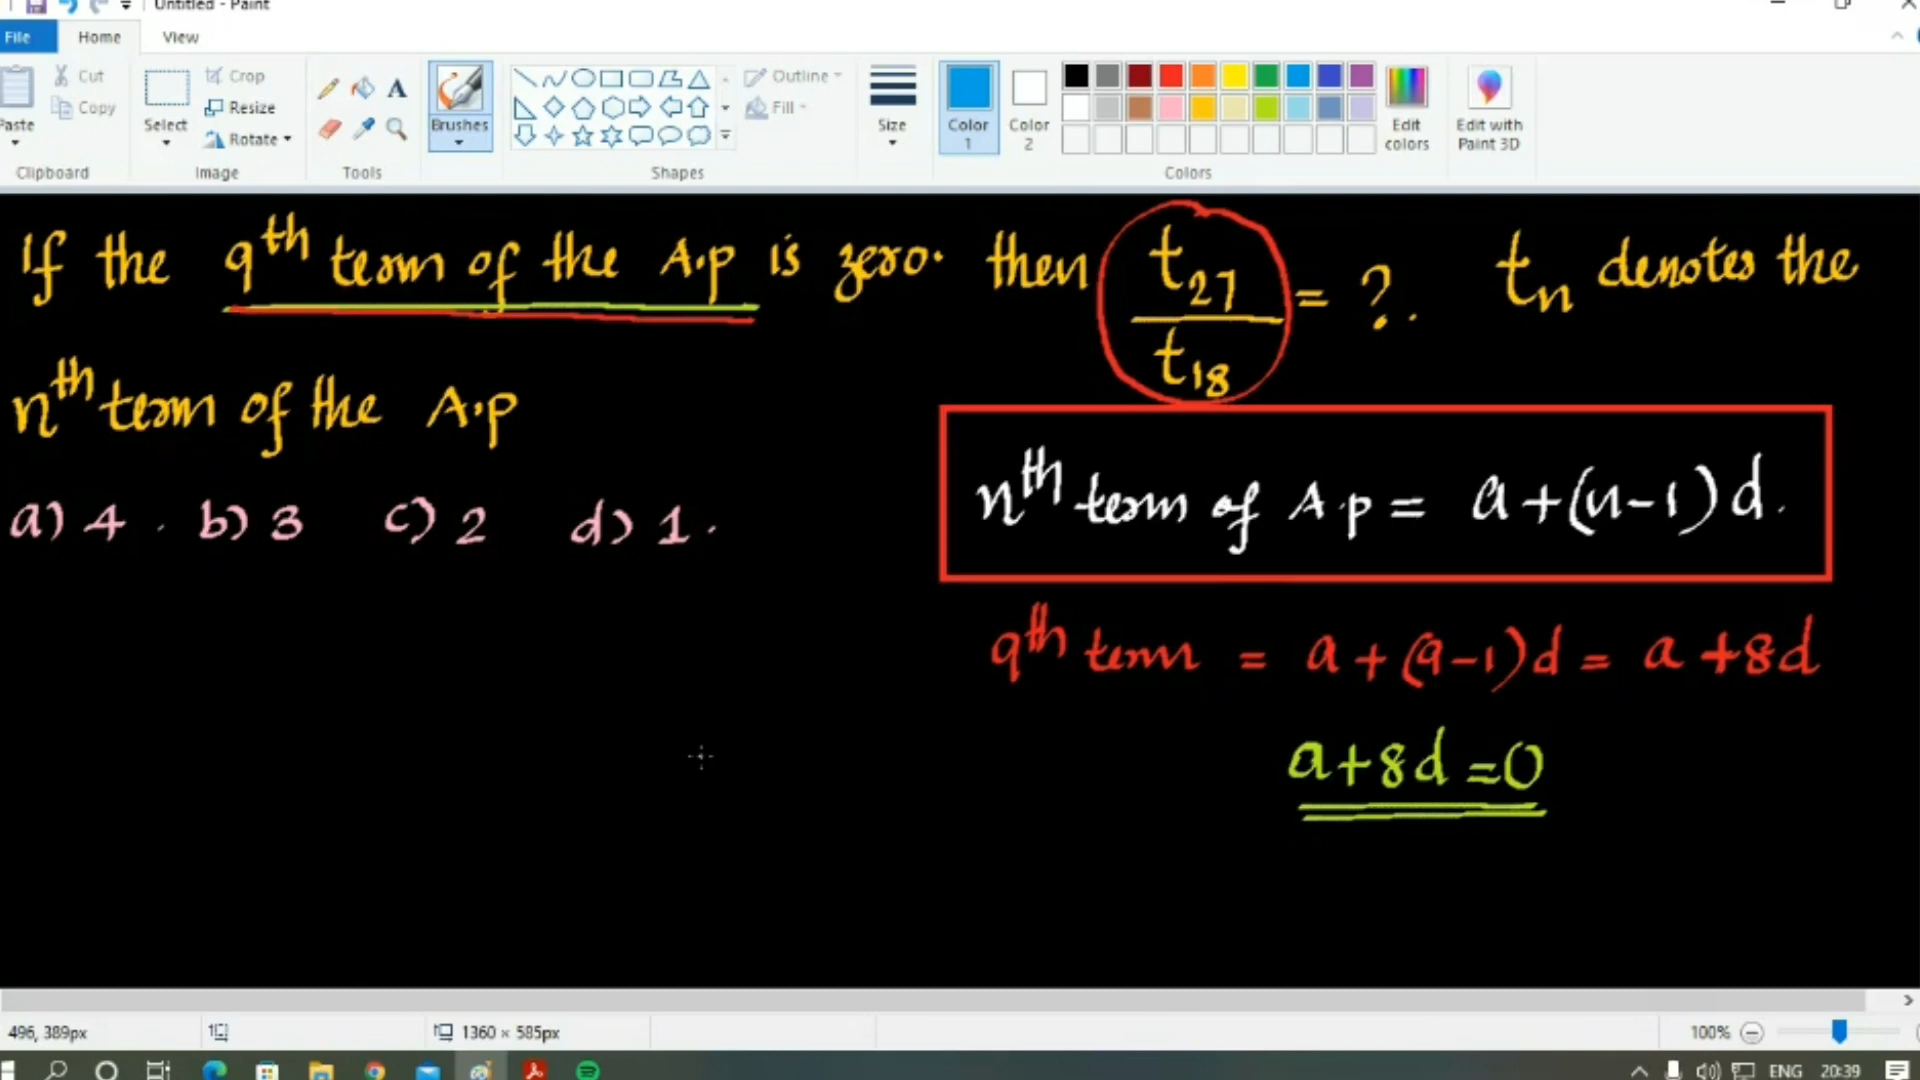 Untitled - Paint
File Home View
Cut
Copy
Paste
Clipboard
Select
Crop
Resize
Rotate
Image
Tools
Brushes
Outline
Fill
Shapes
Size
Color 1
Color 2
Edit colors
Edit with Paint 3D
Colors
If the 9th term of the A.p is zero. then t27/t18 = ?. tn denotes the
nth term of the A.p
a) 4 . b) 3 c) 2 d) 1.
nth term of A.p = a+(n-1)d.
9th term = a+(9-1)d = a+8d
a+8d=0
496, 389px
1360 × 585px
100%
ENG 20:39